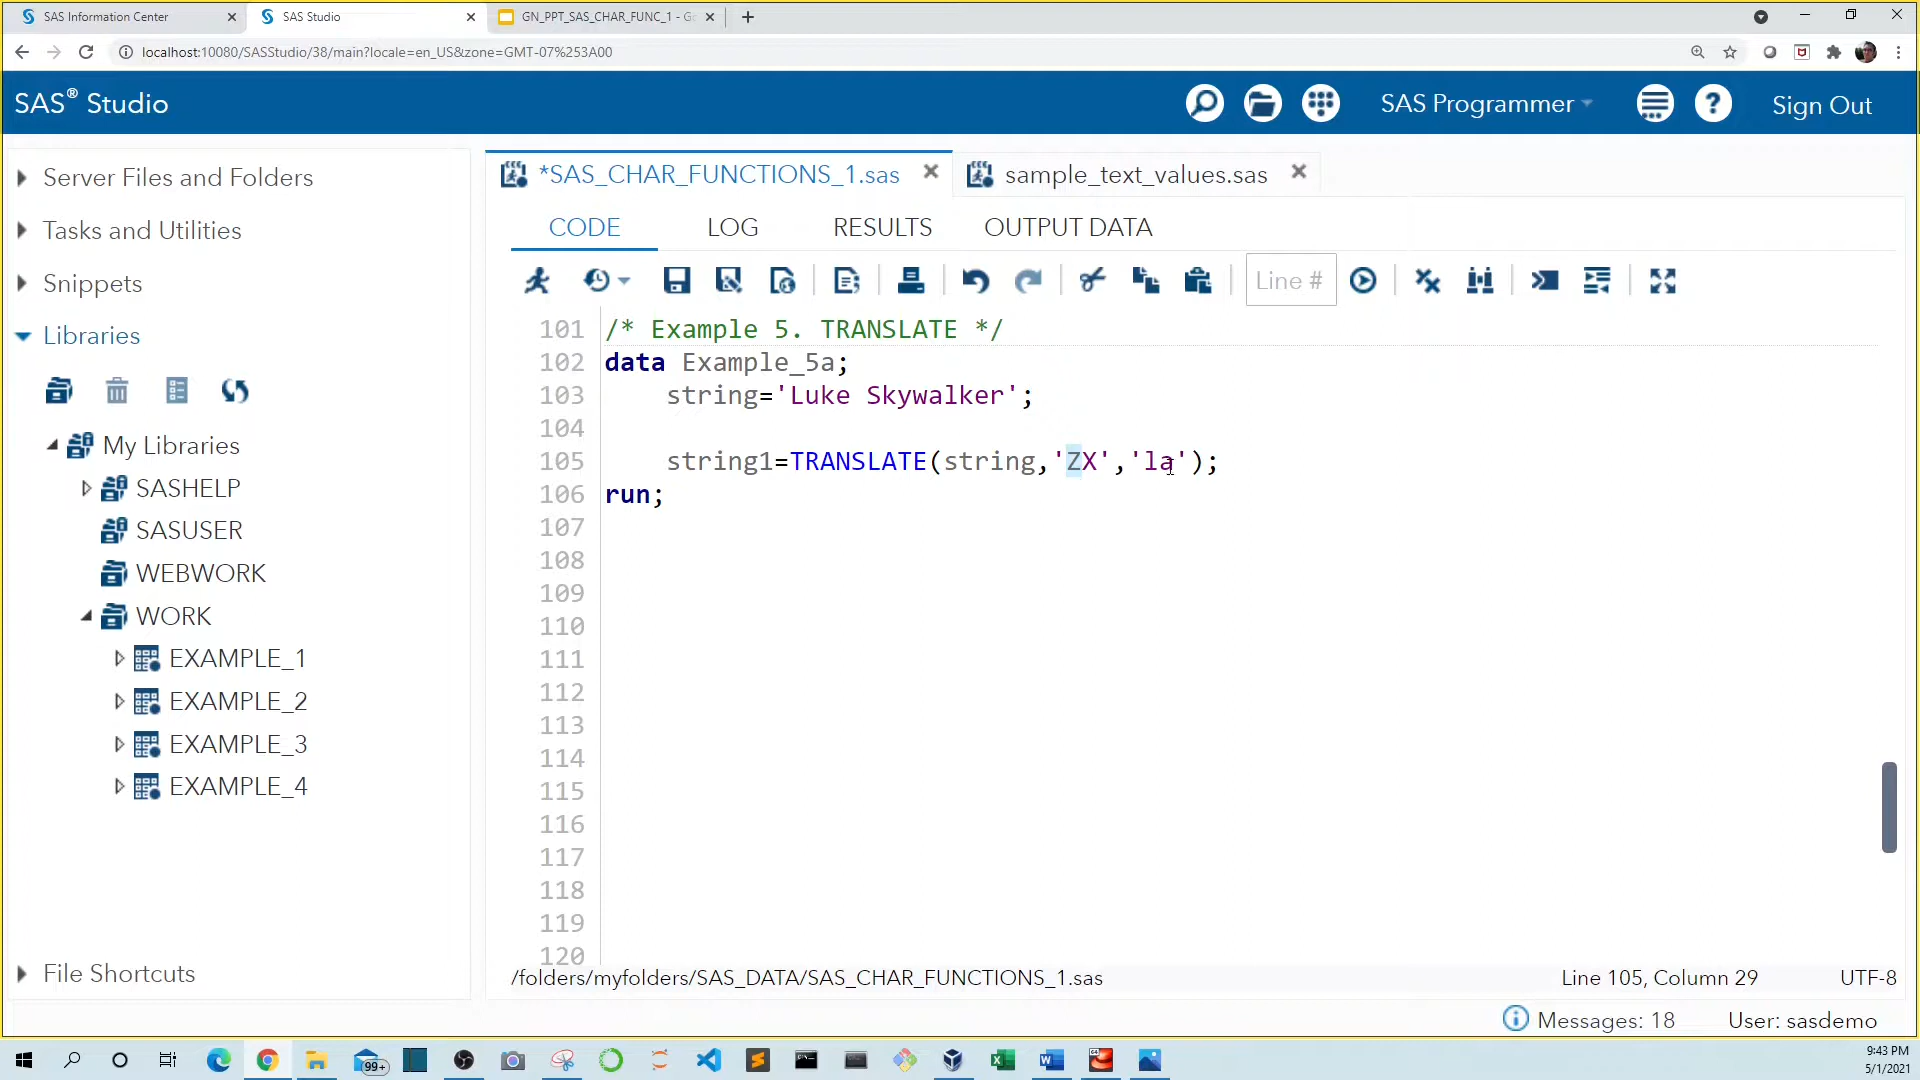 SAS Information Center
SAS Studio
GN_PPT_SAS_CHAR_FUNC_1 - Go
localhost:10080/SASStudio/38/main?locale=en_US&zone=GMT-07%253A00
SAS® Studio
SAS Programmer
Sign Out
Server Files and Folders
Tasks and Utilities
Snippets
Libraries
My Libraries
SASHELP
SASUSER
WEBWORK
WORK
EXAMPLE_1
EXAMPLE_2
EXAMPLE_3
EXAMPLE_4
File Shortcuts
*SAS_CHAR_FUNCTIONS_1.sas
sample_text_values.sas
CODE LOG RESULTS OUTPUT DATA
Line #
101 /* Example 5. TRANSLATE */
102 data Example_5a;
103 string='Luke Skywalker';
104
105 string1=TRANSLATE(string,'ZX','la');
106 run;
107
108
109
110
111
112
113
114
115
116
117
118
119
120
/folders/myfolders/SAS_DATA/SAS_CHAR_FUNCTIONS_1.sas
Line 105, Column 29
UTF-8
Messages: 18
User: sasdemo
99+
9:43 PM
5/1/2021